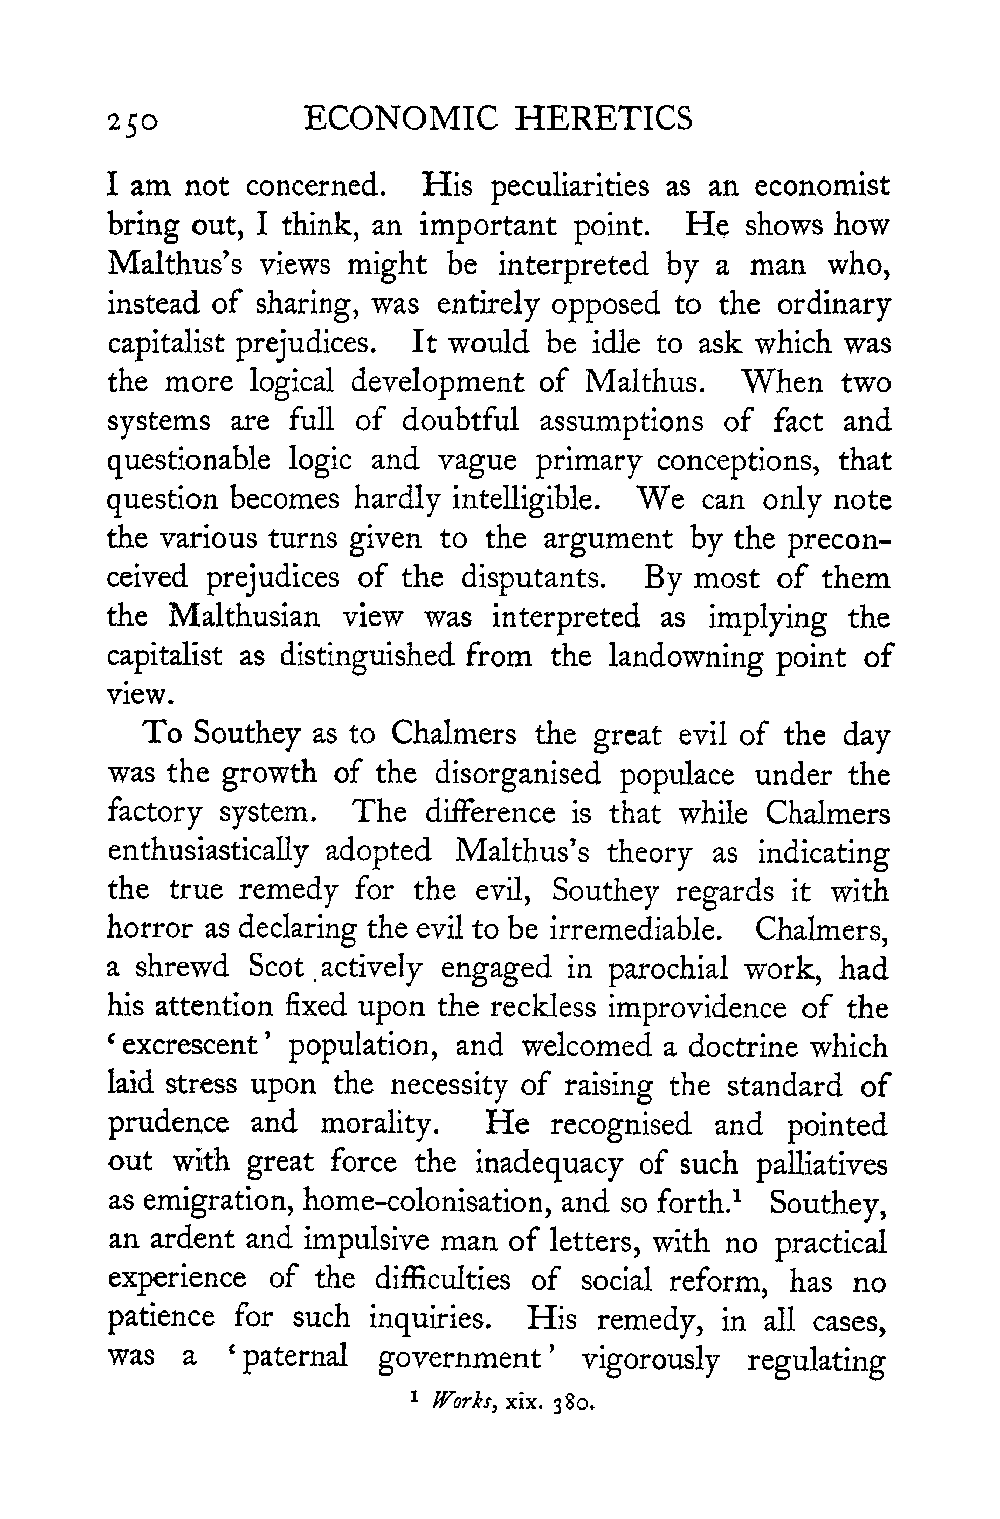 250 ECONOMIC HERETICS
I am not concerned. His peculiarities as an economist
bring out, I think, an important point. He shows how
Malthus's views might be interpreted by a man who,
instead of sharing, was entirely opposed to the ordinary
capitalist prejudices. It would be idle to ask which was
the more logical development of Malthus. When two
systems are full of doubtful assumptions of fact and
questionable logic and vague primary conceptions, that
question becomes hardly intelligible. We can only note
the various turns given to the argument by the precon-
ceived prejudices of the disputants. By most of them
the Malthusian view was interpreted as implying the
capitalist as distinguished from the landowning point of
view.
To Southey as to Chalmers the great evil of the day
was the growth of the disorganised populace under the
factory system. The difference is that while Chalmers
enthusiastically adopted Malthus's theory as indicating
the true remedy for the evil, Southey regards it with
horror as declaring the evil to be irremediable. Chalmers,
a shrewd Scot actively engaged in parochial work, had
his attention fixed upon the reckless improvidence of the
‘excrescent’ population, and welcomed a doctrine which
laid stress upon the necessity of raising the standard of
prudence and morality. He recognised and pointed
out with great force the inadequacy of such palliatives
as emigration, home-colonisation, and so forth.¹ Southey,
an ardent and impulsive man of letters, with no practical
experience of the difficulties of social reform, has no
patience for such inquiries. His remedy, in all cases,
was a ‘paternal government’ vigorously regulating
¹ Works, xix. 380.